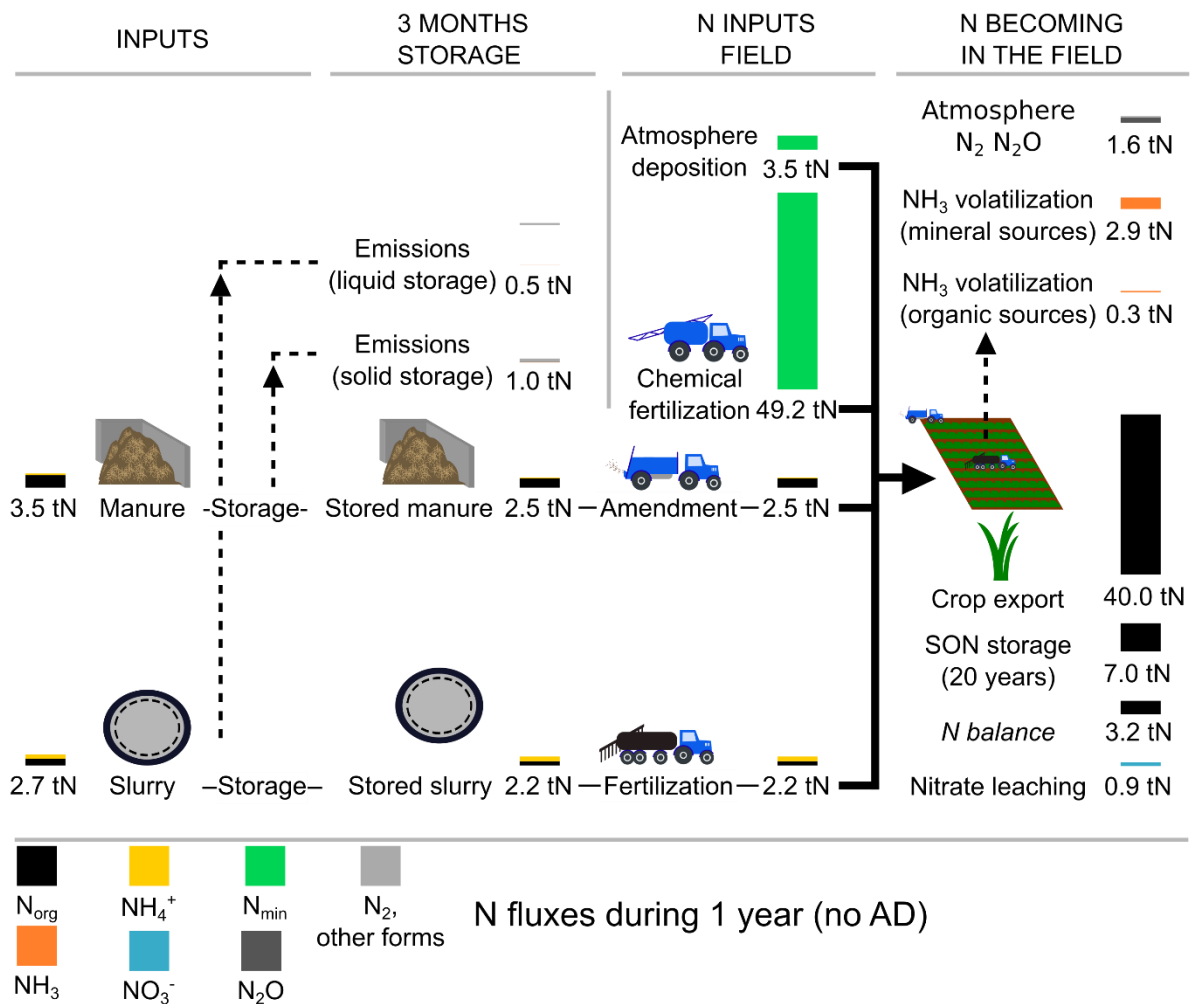 INPUTS
3 MONTHS
STORAGE
N INPUTS
FIELD
N BECOMING
IN THE FIELD
Atmosphere
deposition
3.5 tN
Atmosphere
N₂ N₂O
1.6 tN
NH₃ volatilization
(mineral sources)
2.9 tN
Emissions
(liquid storage)
0.5 tN
NH₃ volatilization
(organic sources)
0.3 tN
Emissions
(solid storage)
1.0 tN
Chemical
fertilization
49.2 tN
3.5 tN Manure -Storage- Stored manure 2.5 tN – Amendment – 2.5 tN
Crop export 40.0 tN
SON storage
(20 years)
7.0 tN
N balance 3.2 tN
2.7 tN Slurry –Storage– Stored slurry 2.2 tN – Fertilization – 2.2 tN
Nitrate leaching 0.9 tN
N_org
NH₄⁺
N_min
N₂,
other forms
NH₃
NO₃⁻
N₂O
N fluxes during 1 year (no AD)